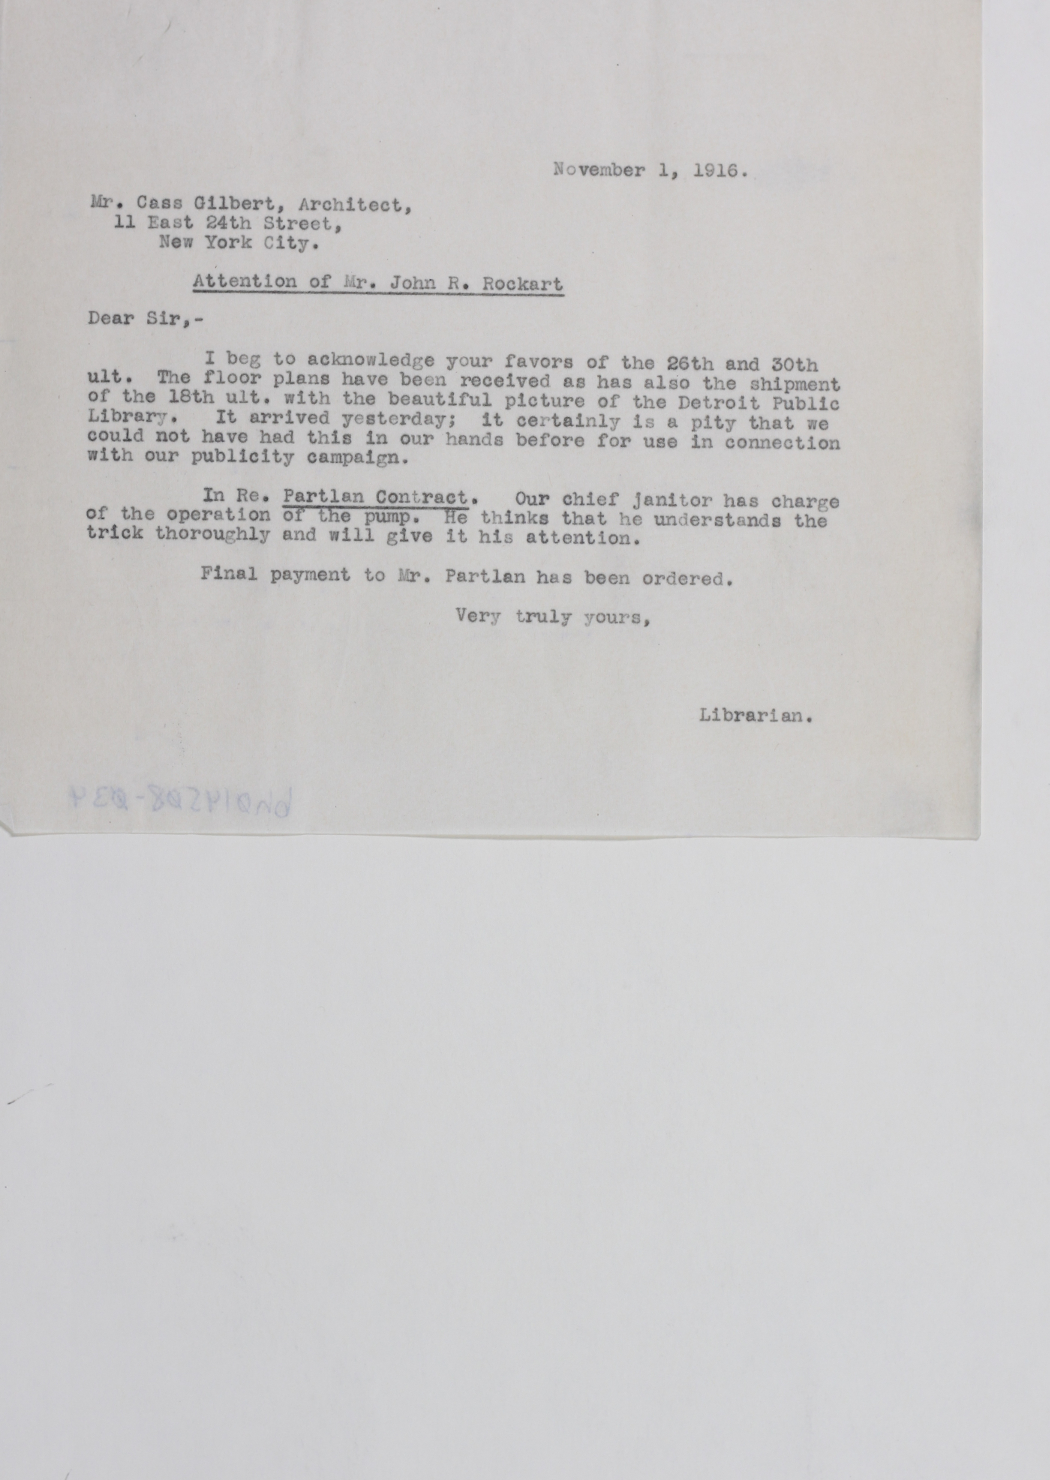 November 1, 1916.
Mr. Cass Gilbert, Architect,
11 East 24th Street,
New York City.
Attention of Mr. John R. Rockart
Dear Sir,-
I beg to acknowledge your favors of the 26th and 30th
ult. The floor plans have been received as has also the shipment
of the 18th ult. with the beautiful picture of the Detroit Public
Library. It arrived yesterday; it certainly is a pity that we
could not have had this in our hands before for use in connection
with our publicity campaign.
In Re. Partlan Contract. Our chief janitor has charge
of the operation of the pump. He thinks that he understands the
trick thoroughly and will give it his attention.
Final payment to Mr. Partlan has been ordered.
Very truly yours,
Librarian.
bh014508-034